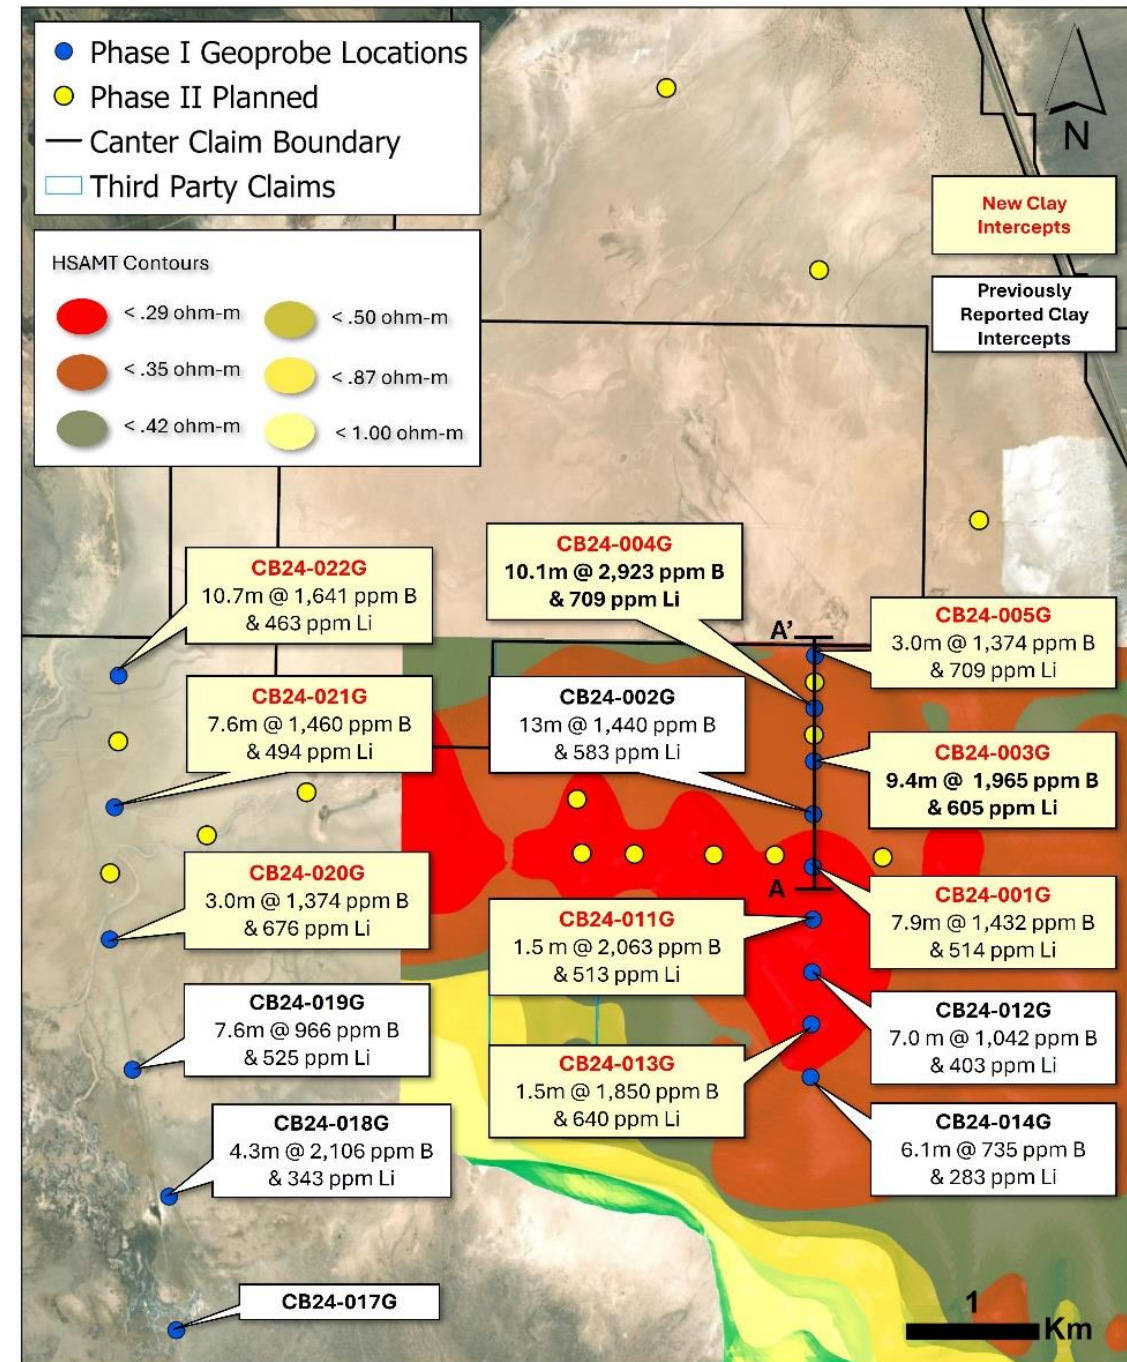 Phase I Geoprobe Locations
Phase II Planned
Canter Claim Boundary
Third Party Claims
N
New Clay
Intercepts
Previously
Reported Clay
Intercepts
HSAMT Contours
< .29 ohm-m
< .50 ohm-m
< .35 ohm-m
< .87 ohm-m
< .42 ohm-m
< 1.00 ohm-m
CB24-004G
10.1m @ 2,923 ppm B
& 709 ppm Li
CB24-022G
10.7m @ 1,641 ppm B
& 463 ppm Li
A'
CB24-005G
3.0m @ 1,374 ppm B
& 709 ppm Li
CB24-021G
7.6m @ 1,460 ppm B
& 494 ppm Li
CB24-002G
13m @ 1,440 ppm B
& 583 ppm Li
CB24-003G
9.4m @ 1,965 ppm B
& 605 ppm Li
CB24-020G
3.0m @ 1,374 ppm B
& 676 ppm Li
A
CB24-011G
1.5 m @ 2,063 ppm B
& 513 ppm Li
CB24-001G
7.9m @ 1,432 ppm B
& 514 ppm Li
CB24-019G
7.6m @ 966 ppm B
& 525 ppm Li
CB24-012G
7.0 m @ 1,042 ppm B
& 403 ppm Li
CB24-013G
1.5m @ 1,850 ppm B
& 640 ppm Li
CB24-018G
4.3m @ 2,106 ppm B
& 343 ppm Li
CB24-014G
6.1m @ 735 ppm B
& 283 ppm Li
CB24-017G
1
Km